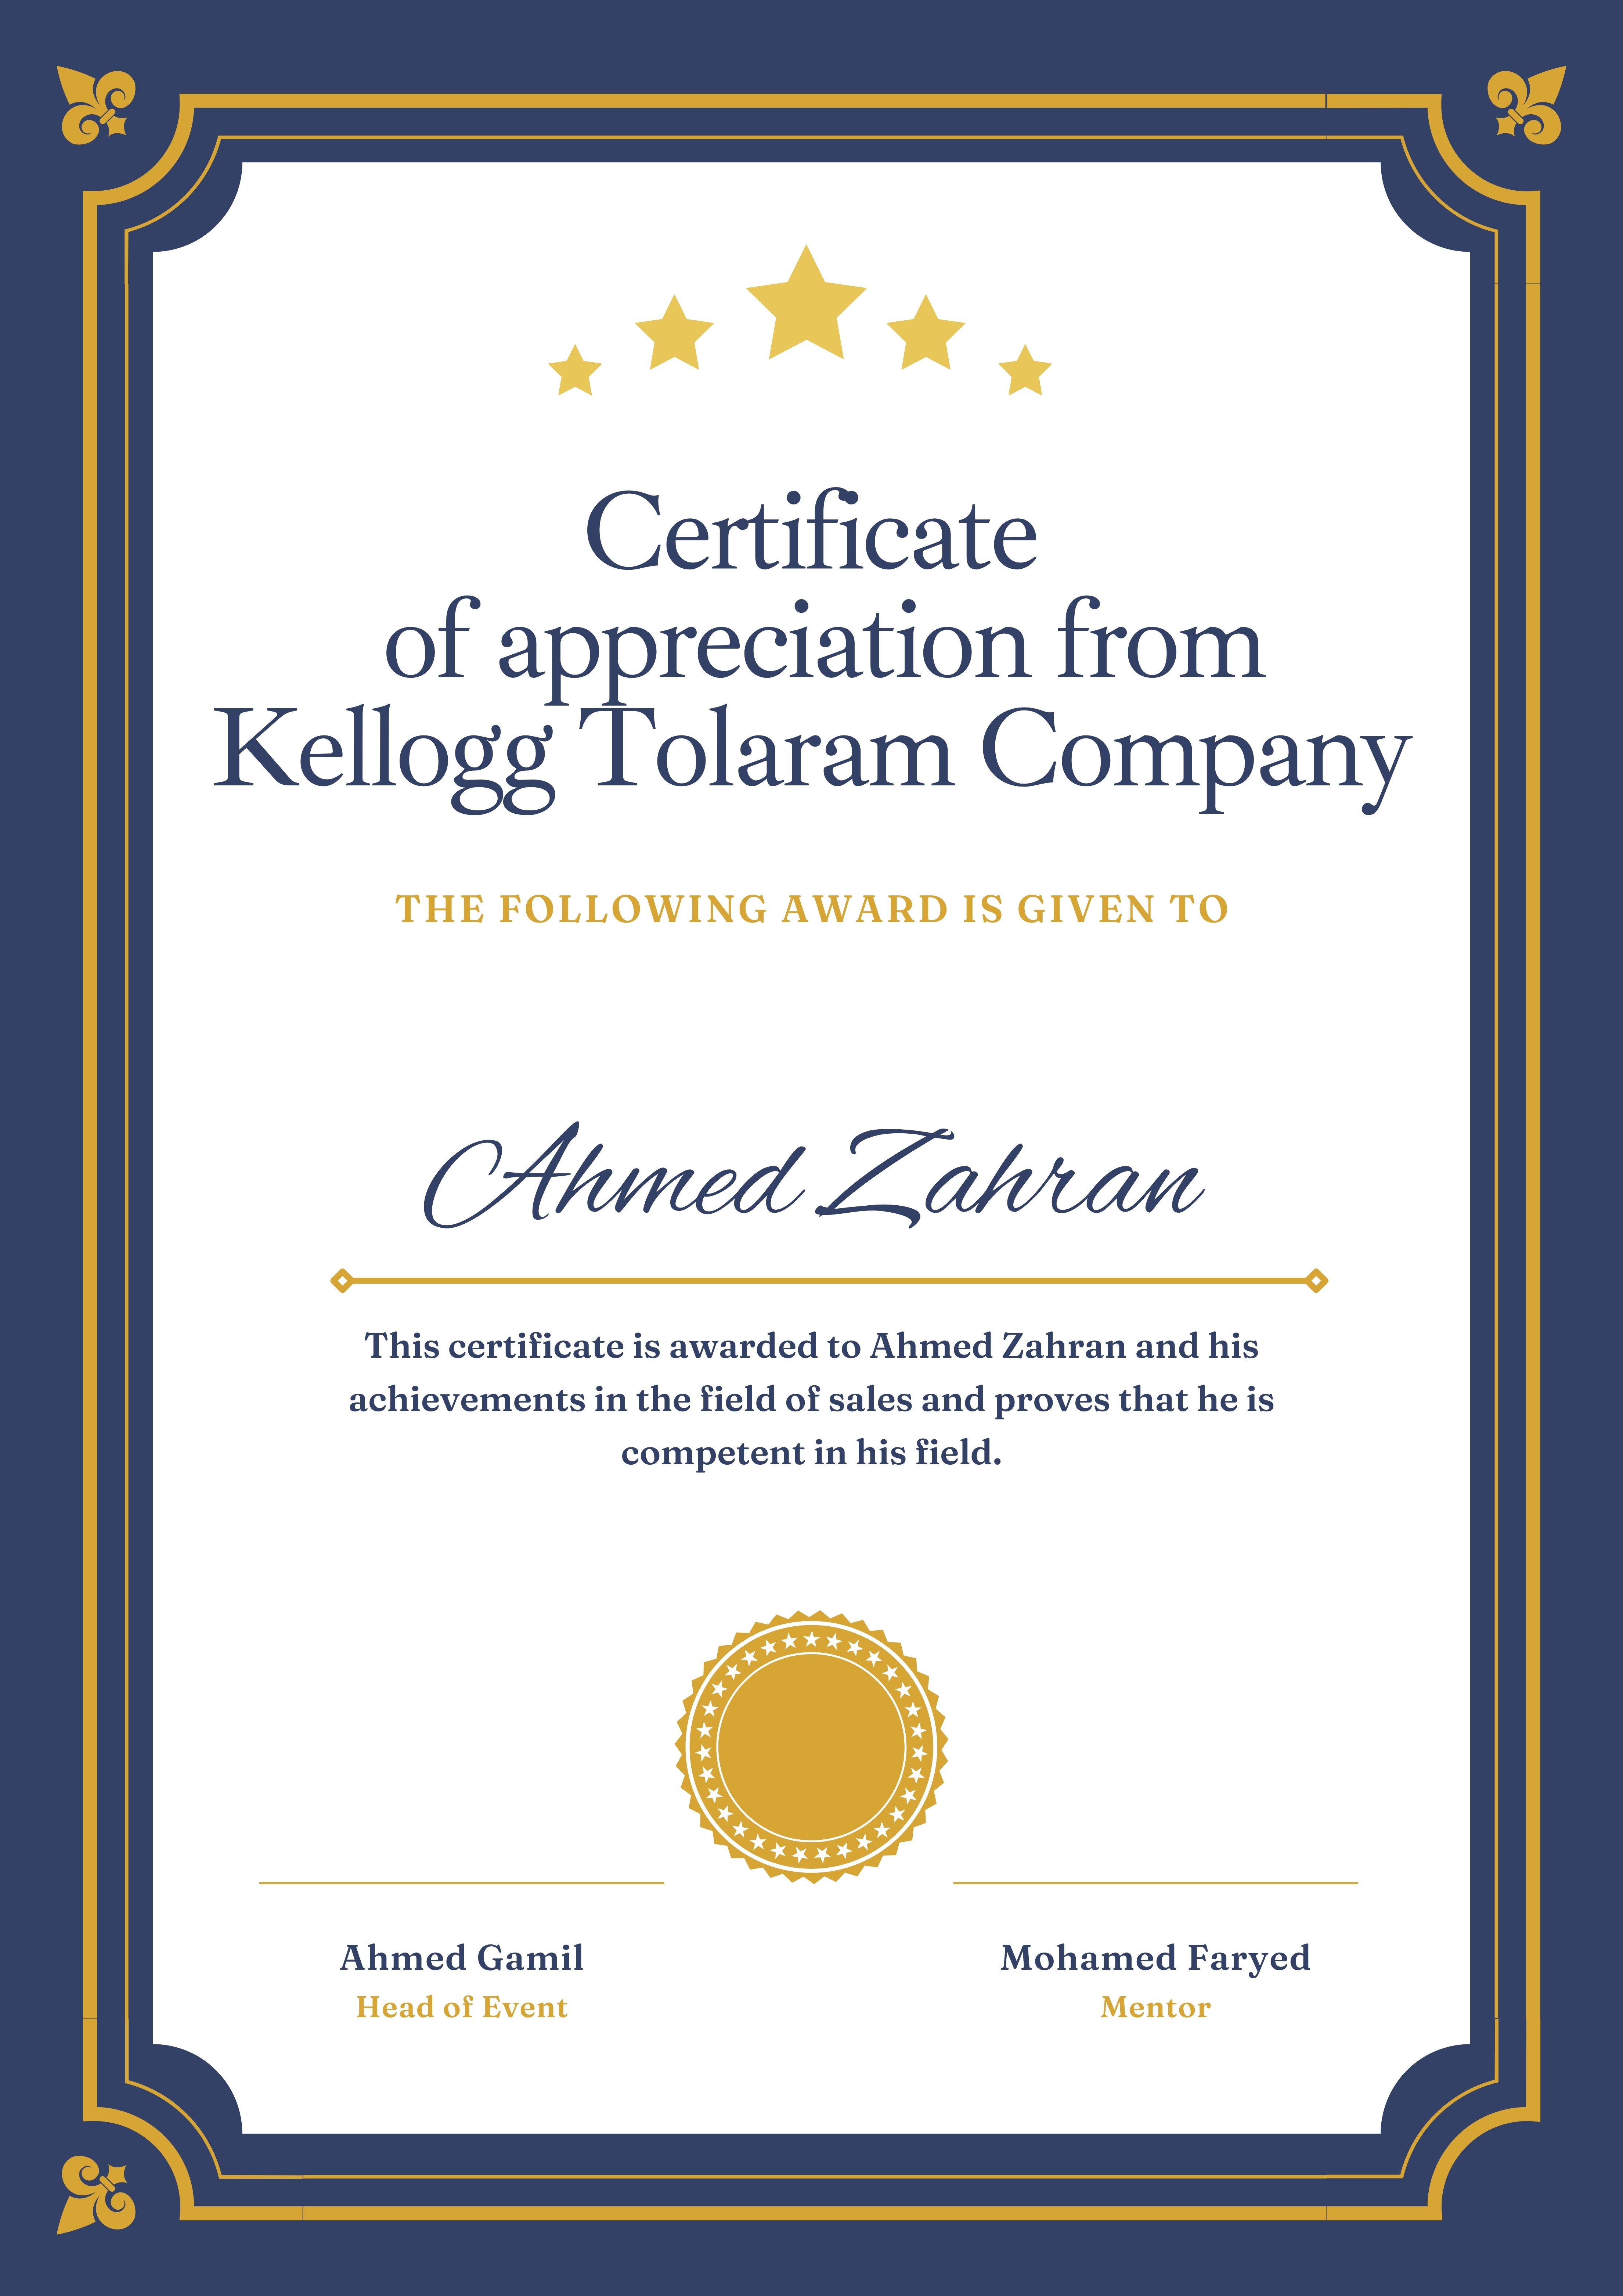 Certificate
of appreciation from
Kellogg Tolaram Company
THE FOLLOWING AWARD IS GIVEN TO
Ahmed Zahran
This certificate is awarded to Ahmed Zahran and his
achievements in the field of sales and proves that he is
competent in his field.
Ahmed Gamil
Head of Event
Mohamed Faryed
Mentor